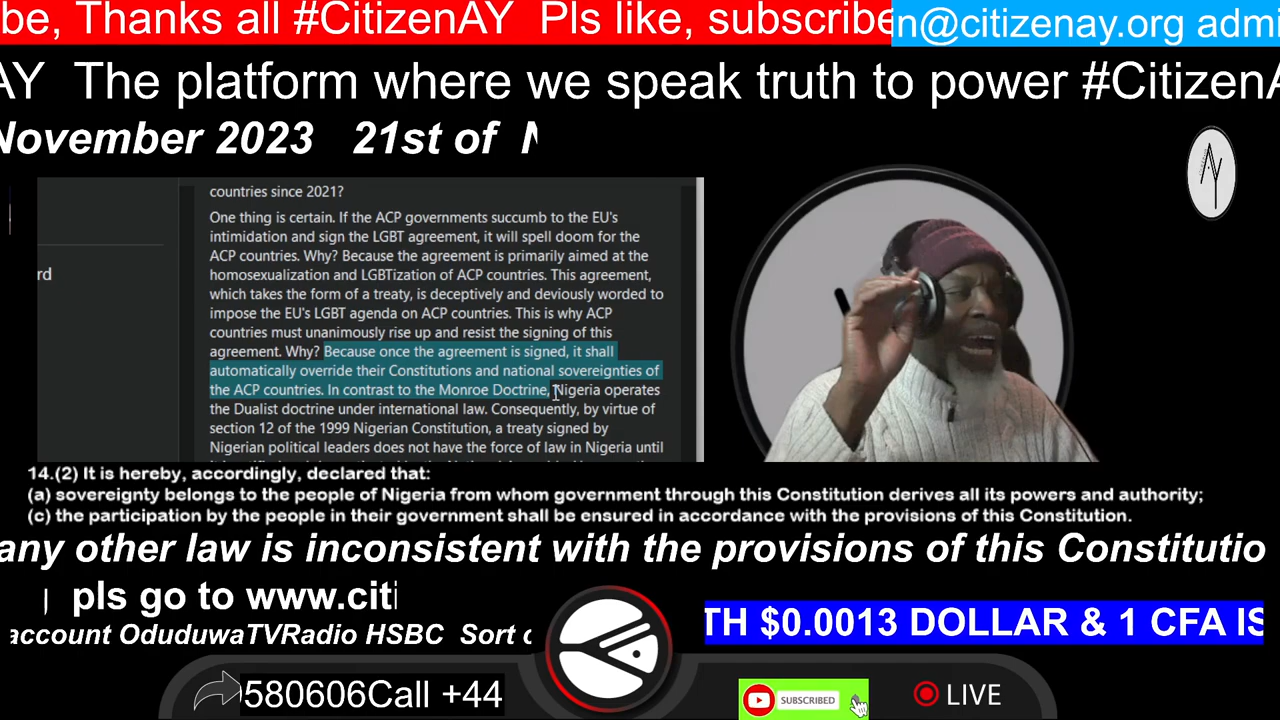 be, Thanks all #CitizenAY Pls like, subscribe
n@citizenay.org admi
AY The platform where we speak truth to power #CitizenA
November 2023 21st of
AY
countries since 2021?
One thing is certain. If the ACP governments succumb to the EU's
intimidation and sign the LGBT agreement, it will spell doom for the
ACP countries. Why? Because the agreement is primarily aimed at the
homosexualization and LGBTization of ACP countries. This agreement,
which takes the form of a treaty, is deceptively and deviously worded to
impose the EU's LGBT agenda on ACP countries. This is why ACP
countries must unanimously rise up and resist the signing of this
agreement. Why? Because once the agreement is signed, it shall
automatically override their Constitutions and national sovereignties of
the ACP countries. In contrast to the Monroe Doctrine, Nigeria operates
the Dualist doctrine under international law. Consequently, by virtue of
section 12 of the 1999 Nigerian Constitution, a treaty signed by
Nigerian political leaders does not have the force of law in Nigeria until
rd
14.(2) It is hereby, accordingly, declared that:
(a) sovereignty belongs to the people of Nigeria from whom government through this Constitution derives all its powers and authority;
(c) the participation by the people in their government shall be ensured in accordance with the provisions of this Constitution.
any other law is inconsistent with the provisions of this Constitutio
pls go to www.citi
account OduduwaTVRadio HSBC Sort c
TH $0.0013 DOLLAR & 1 CFA IS
580606Call +44
SUBSCRIBED
LIVE